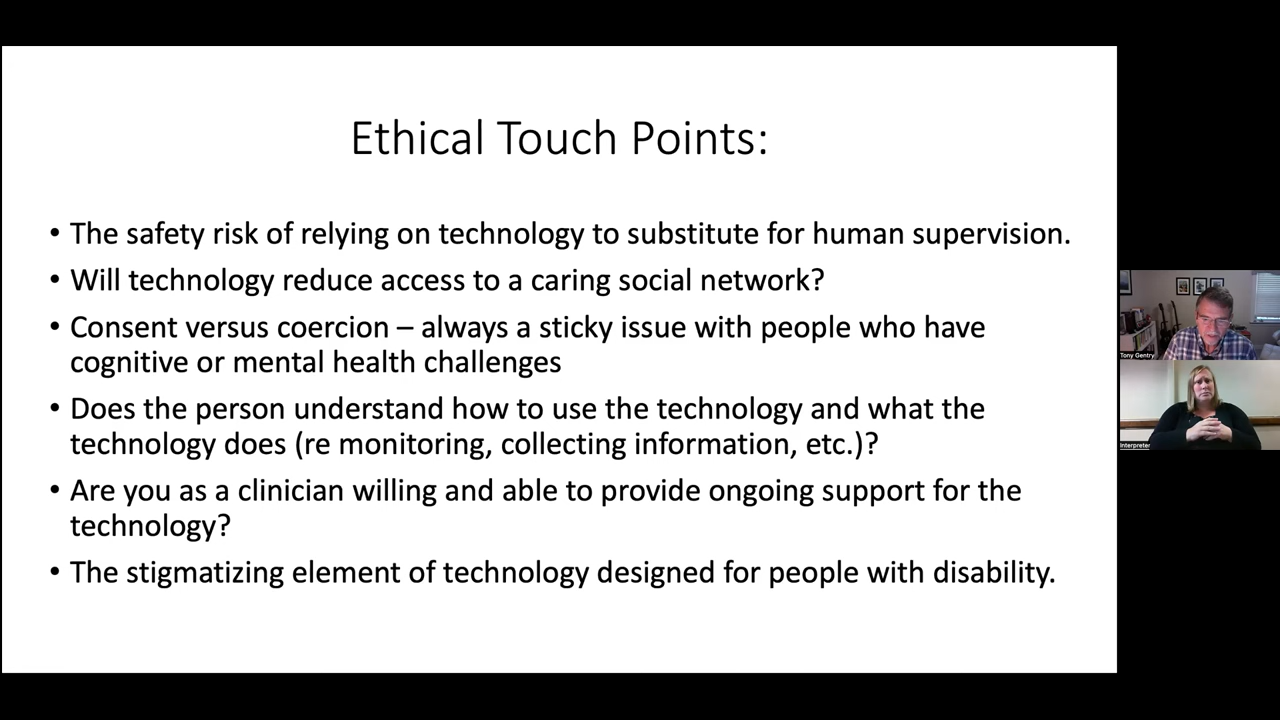 Ethical Touch Points:
• The safety risk of relying on technology to substitute for human supervision.
• Will technology reduce access to a caring social network?
• Consent versus coercion – always a sticky issue with people who have
cognitive or mental health challenges
• Does the person understand how to use the technology and what the
technology does (re monitoring, collecting information, etc.)?
• Are you as a clinician willing and able to provide ongoing support for the
technology?
• The stigmatizing element of technology designed for people with disability.
Tony Gentry
Interpreter